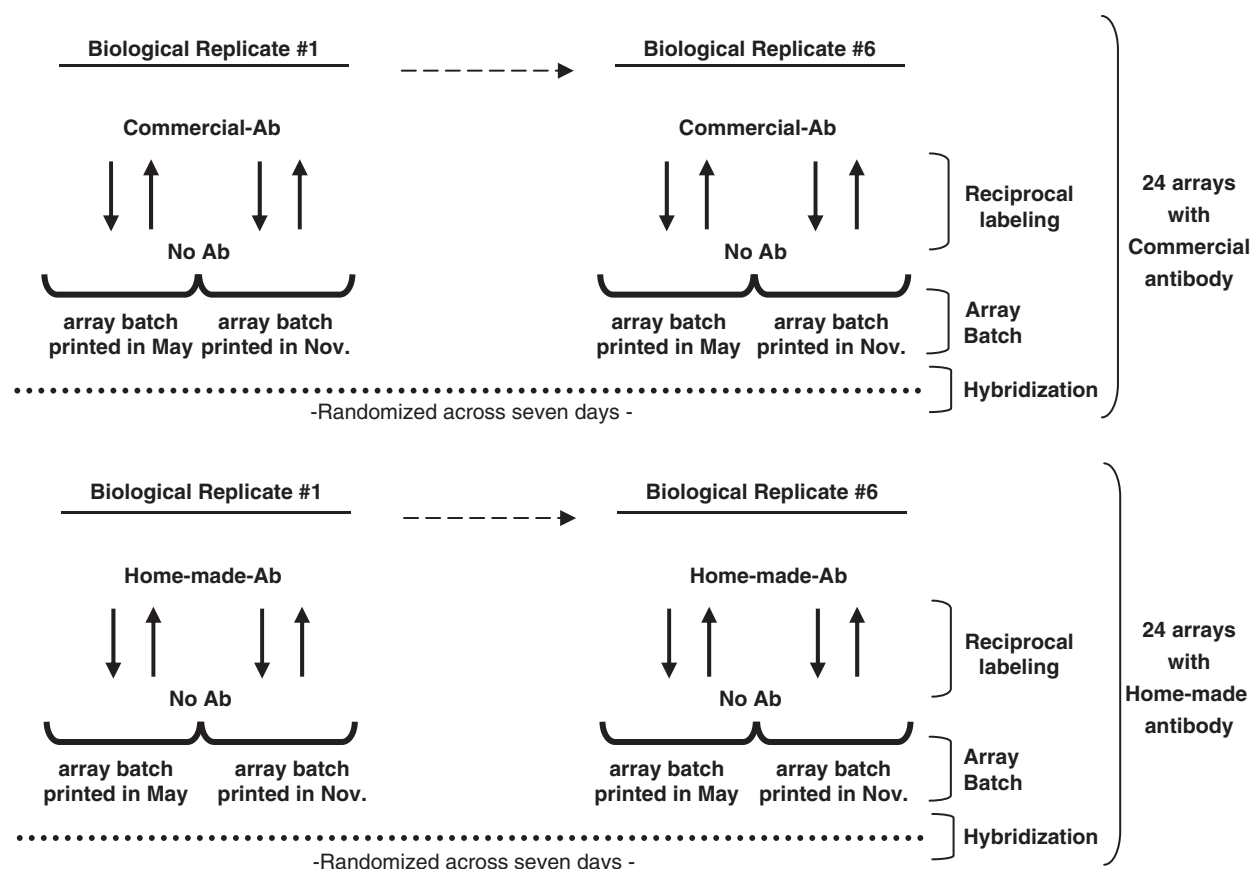 Biological Replicate #1
Biological Replicate #6
Commercial-Ab
Commercial-Ab
No Ab
No Ab
array batch
printed in May
array batch
printed in Nov.
array batch
printed in May
array batch
printed in Nov.
-Randomized across seven days -
Reciprocal
labeling
Array
Batch
Hybridization
24 arrays
with
Commercial
antibody
Biological Replicate #1
Biological Replicate #6
Home-made-Ab
Home-made-Ab
No Ab
No Ab
array batch
printed in May
array batch
printed in Nov.
array batch
printed in May
array batch
printed in Nov.
-Randomized across seven days -
Reciprocal
labeling
Array
Batch
Hybridization
24 arrays
with
Home-made
antibody